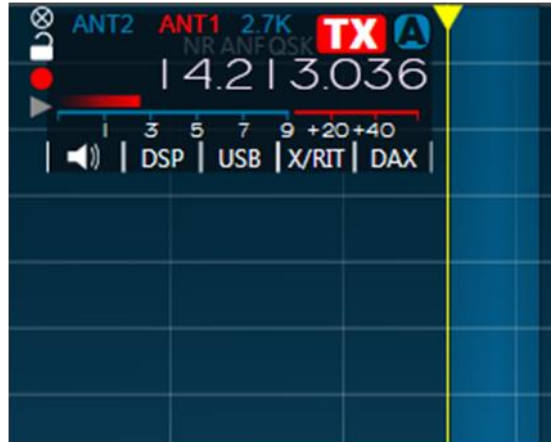 ANT2 ANT1 2.7K TX A
NR ANF QSK
14.213.036
1 3 5 7 9 +20 +40
DSP USB X/RIT DAX